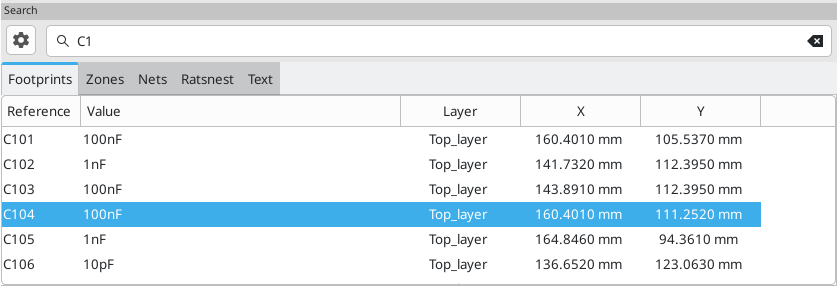 Search
C1
Footprints Zones Nets Ratsnest Text
Reference Value Layer X Y
C101 100nF Top_layer 160.4010 mm 105.5370 mm
C102 1nF Top_layer 141.7320 mm 112.3950 mm
C103 100nF Top_layer 143.8910 mm 112.3950 mm
C104 100nF Top_layer 160.4010 mm 111.2520 mm
C105 1nF Top_layer 164.8460 mm 94.3610 mm
C106 10pF Top_layer 136.6520 mm 123.0630 mm